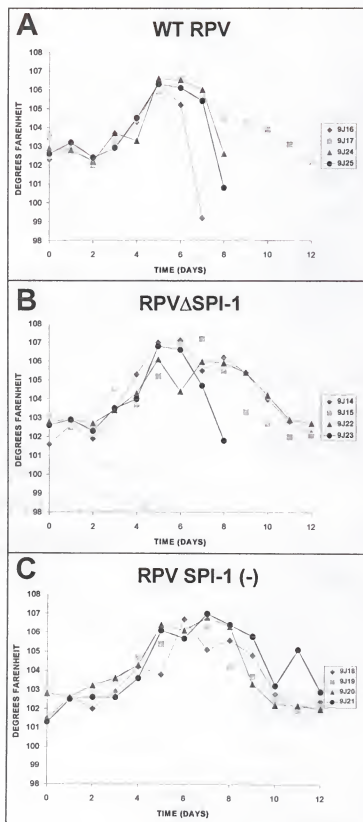 A
WT RPV
DEGREES FARENHEIT
108
107
106
105
104
103
102
101
100
99
98
0 2 4 6 8 10 12
TIME (DAYS)
9J16
9J17
9J24
9J25
B
RPVΔSPI-1
DEGREES FARENHEIT
108
107
106
105
104
103
102
101
100
99
98
0 2 4 6 8 10 12
TIME (DAYS)
9J14
9J15
9J22
9J23
C
RPV SPI-1 (-)
DEGREES FARENHEIT
108
107
106
105
104
103
102
101
100
99
98
0 2 4 6 8 10 12
TIME (DAYS)
9J18
9J19
9J20
9J21